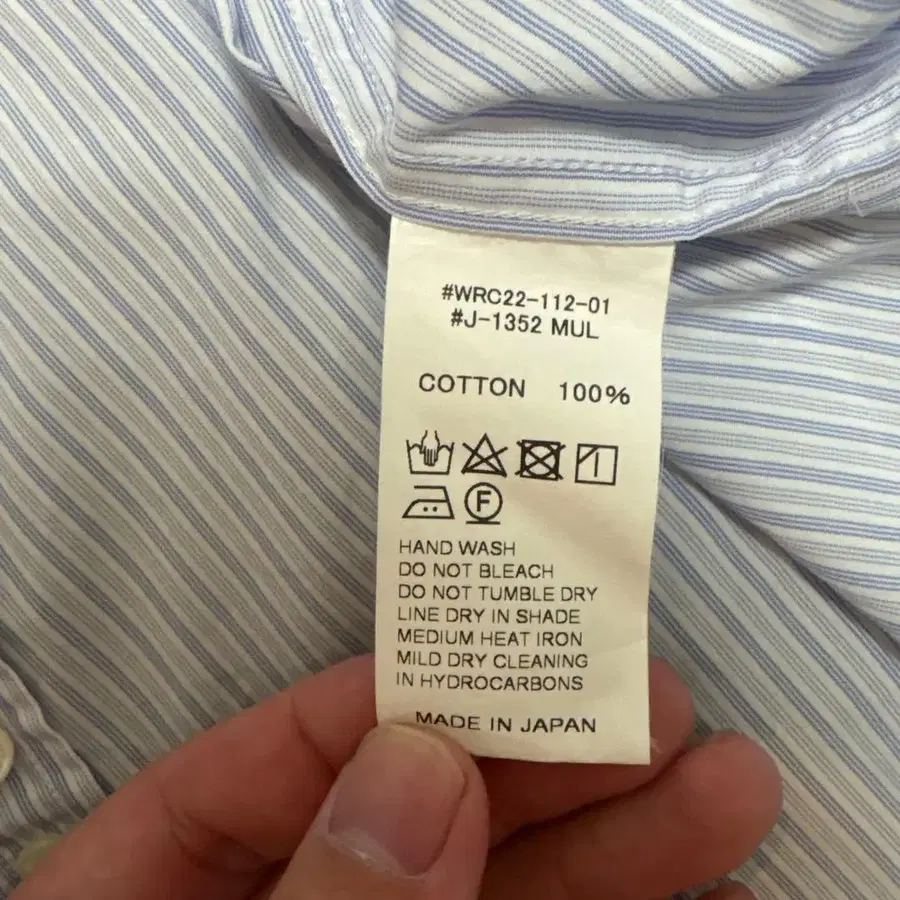 #WRC22-112-01
#J-1352 MUL
COTTON 100%
F
HAND WASH
DO NOT BLEACH
DO NOT TUMBLE DRY
LINE DRY IN SHADE
MEDIUM HEAT IRON
MILD DRY CLEANING
IN HYDROCARBONS
MADE IN JAPAN